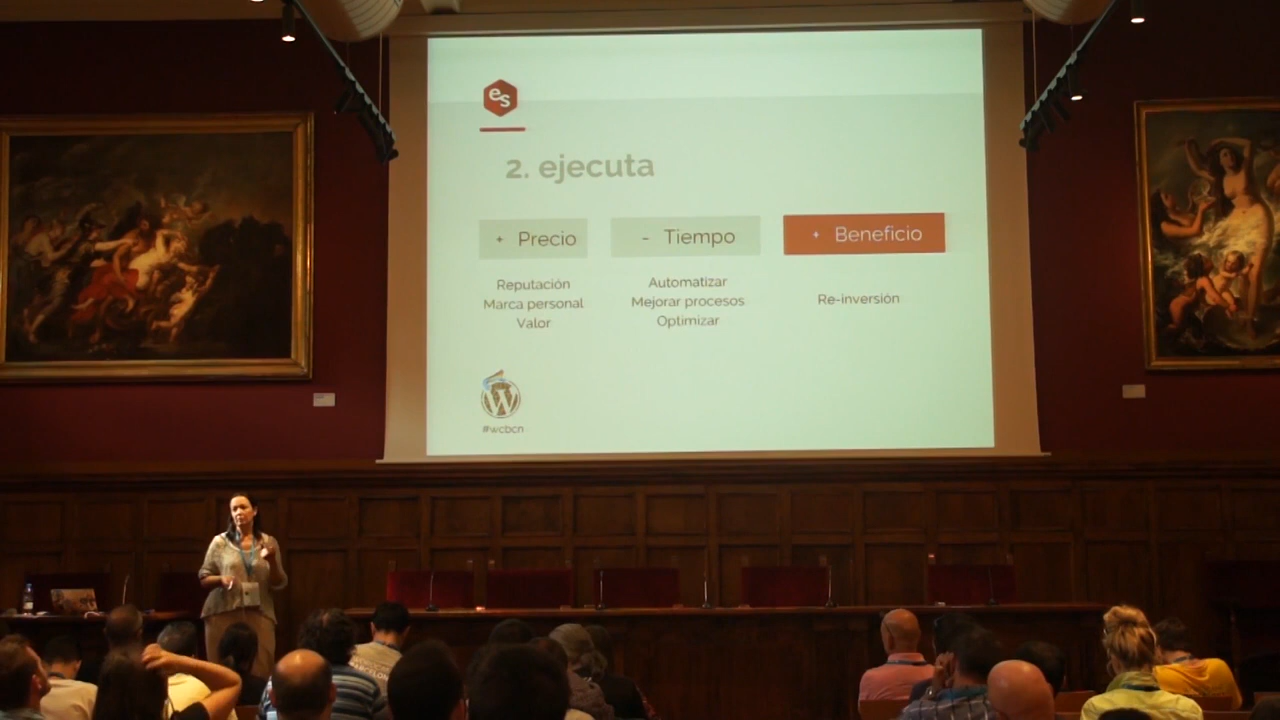 es
2. ejecuta
+ Precio
- Tiempo
+ Beneficio
Reputación
Marca personal
Valor
Automatizar
Mejorar procesos
Optimizar
Re-inversión
W
#wcbcn